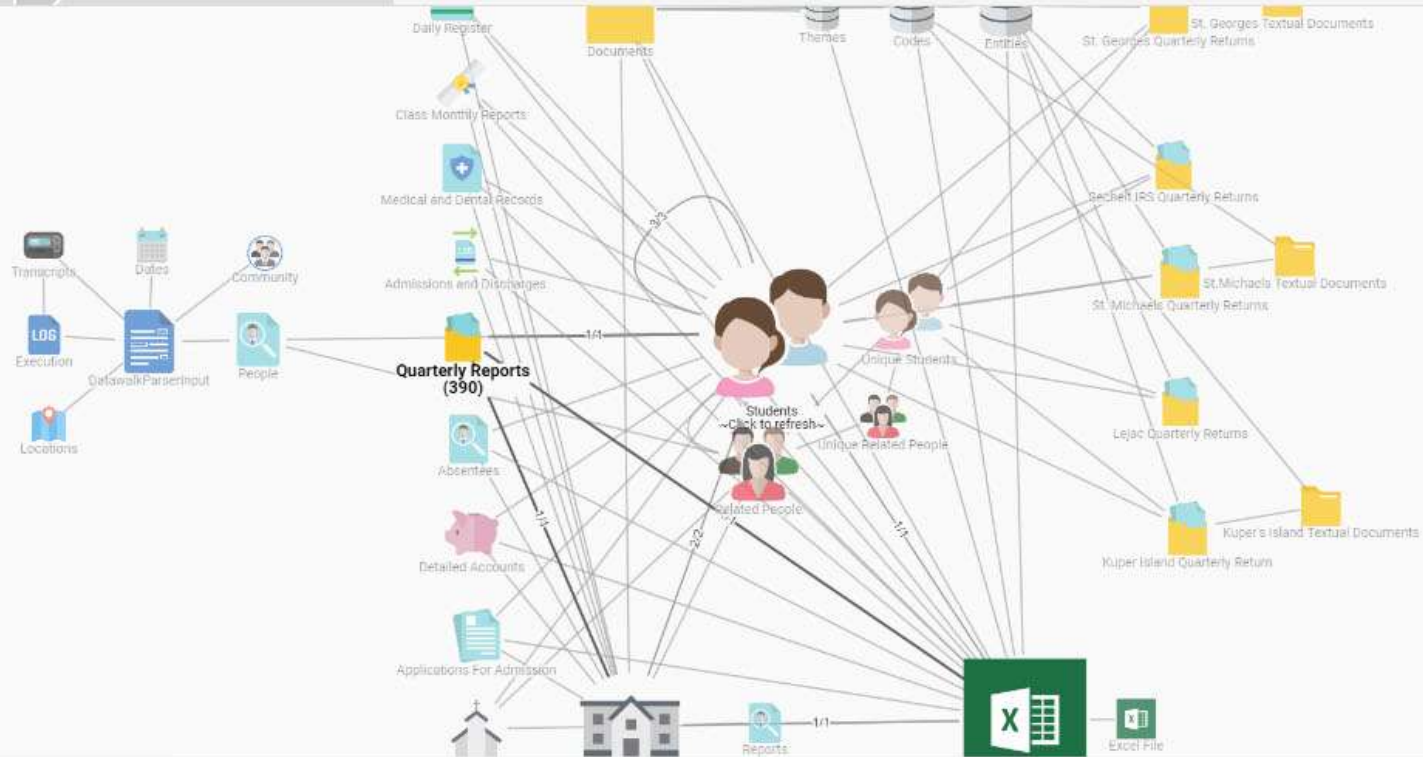 Daily Register
Documents
Themes
Codes
Entities
St. Georges Textual Documents
St. Georges Quarterly Returns
Class Monthly Reports
Medical and Dental Records
Sechelt IRS Quarterly Returns
3/3
Transcripts
Dates
Community
Admissions and Discharges
St.Michaels Textual Documents
St. Michaels Quarterly Returns
LOG
Execution
DatawalkParserInput
People
1/1
Quarterly Reports
(390)
Unique Students
Students
~Click to refresh~
Unique Related People
Locations
Absentees
Lejac Quarterly Returns
Related People
1/1
2/2
1/1
Kuper's Island Textual Documents
Kuper Island Quarterly Return
Detailed Accounts
Applications For Admission
X
Reports
1/1
X
Excel File